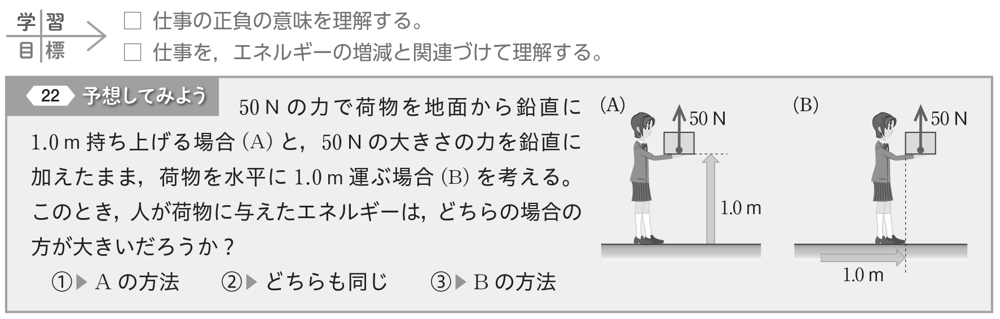 学習目標
□ 仕事の正負の意味を理解する。
□ 仕事を，エネルギーの増減と関連づけて理解する。
22 予想してみよう
50 N の力で荷物を地面から鉛直に
1.0 m 持ち上げる場合 (A) と，50 N の大きさの力を鉛直に
加えたまま，荷物を水平に 1.0 m 運ぶ場合 (B) を考える。
このとき，人が荷物に与えたエネルギーは，どちらの場合の
方が大きいだろうか？
①▶ A の方法 ②▶ どちらも同じ ③▶ B の方法
(A)
50 N
1.0 m
(B)
50 N
1.0 m